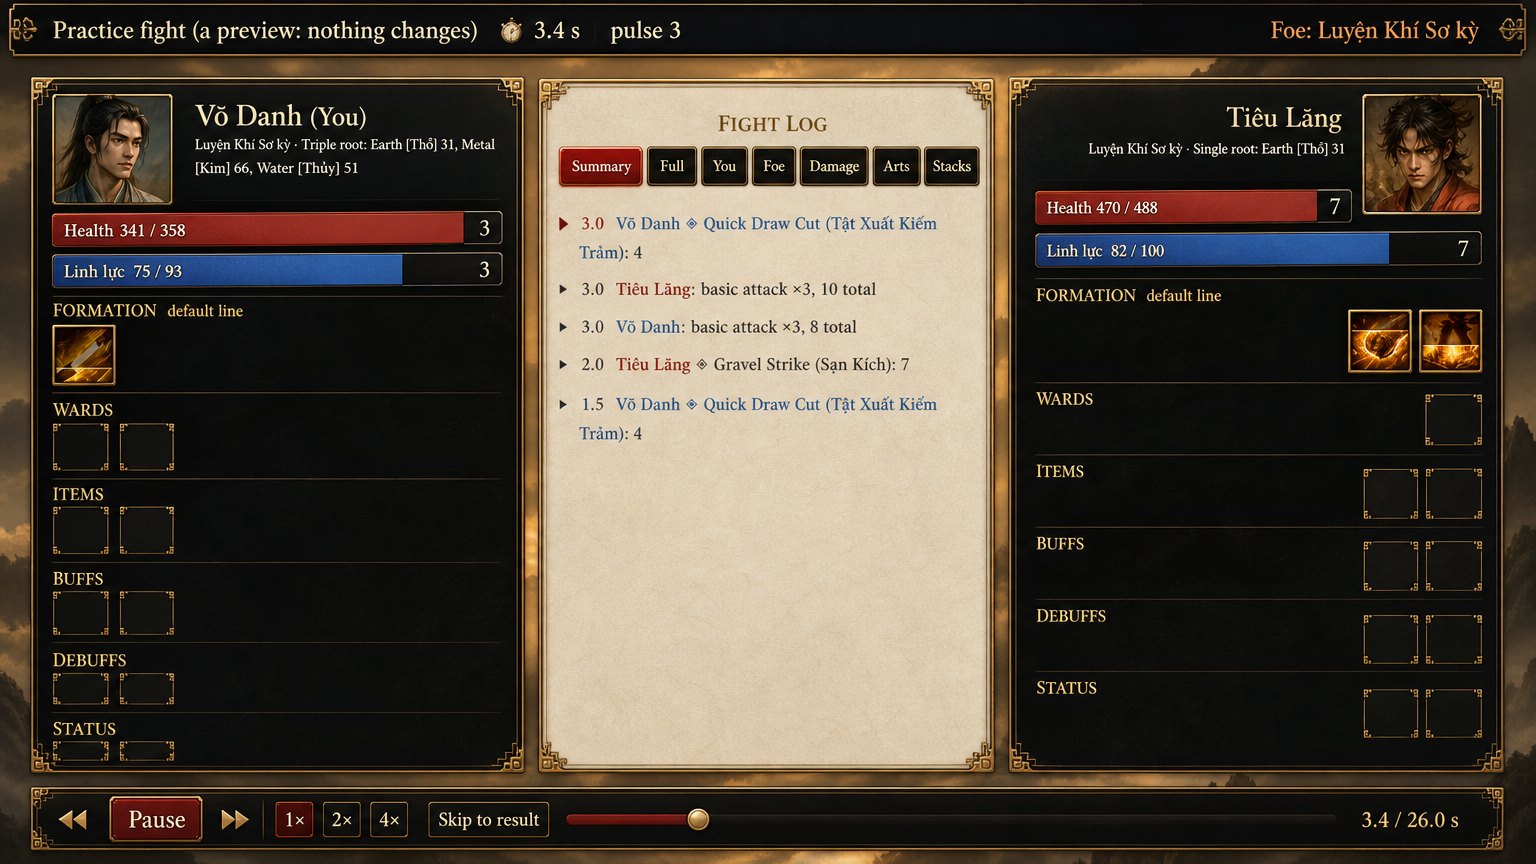 Practice fight (a preview: nothing changes) 3.4 s pulse 3
Foe: Luyện Khí Sơ kỳ
Võ Danh (You)
Luyện Khí Sơ kỳ · Triple root: Earth [Thổ] 31, Metal
[Kim] 66, Water [Thủy] 51
Health 341 / 358 3
Linh lực 75 / 93 3
FORMATION default line
WARDS
ITEMS
BUFFS
DEBUFFS
STATUS
FIGHT LOG
Summary Full You Foe Damage Arts Stacks
3.0 Võ Danh ◈ Quick Draw Cut (Tật Xuất Kiếm
Trảm): 4
3.0 Tiêu Lăng: basic attack ×3, 10 total
3.0 Võ Danh: basic attack ×3, 8 total
2.0 Tiêu Lăng ◈ Gravel Strike (Sạn Kích): 7
1.5 Võ Danh ◈ Quick Draw Cut (Tật Xuất Kiếm
Trảm): 4
Tiêu Lăng
Luyện Khí Sơ kỳ · Single root: Earth [Thổ] 31
Health 470 / 488 7
Linh lực 82 / 100 7
FORMATION default line
WARDS
ITEMS
BUFFS
DEBUFFS
STATUS
Pause 1× 2× 4× Skip to result 3.4 / 26.0 s